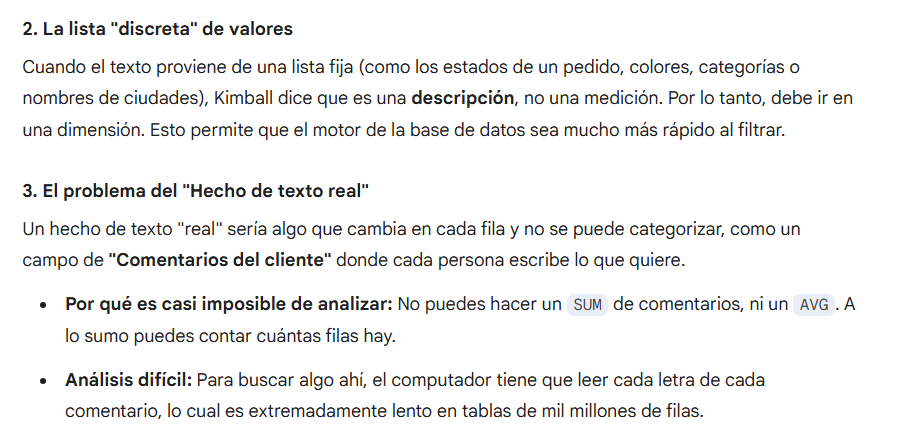 2. La lista "discreta" de valores
Cuando el texto proviene de una lista fija (como los estados de un pedido, colores, categorías o
nombres de ciudades), Kimball dice que es una descripción, no una medición. Por lo tanto, debe ir en
una dimensión. Esto permite que el motor de la base de datos sea mucho más rápido al filtrar.
3. El problema del "Hecho de texto real"
Un hecho de texto "real" sería algo que cambia en cada fila y no se puede categorizar, como un
campo de "Comentarios del cliente" donde cada persona escribe lo que quiere.
• Por qué es casi imposible de analizar: No puedes hacer un SUM de comentarios, ni un AVG. A
lo sumo puedes contar cuántas filas hay.
• Análisis difícil: Para buscar algo ahí, el computador tiene que leer cada letra de cada
comentario, lo cual es extremadamente lento en tablas de mil millones de filas.